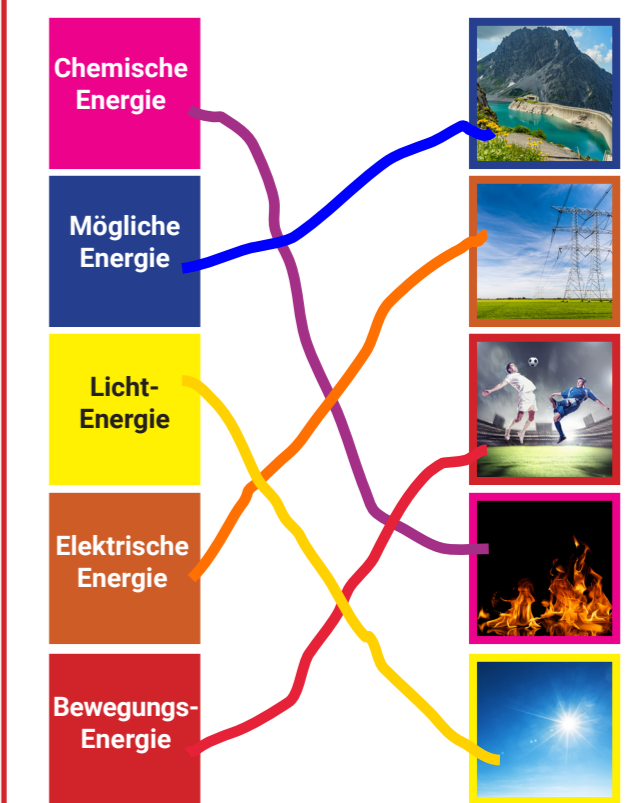 Chemische
Energie
Mögliche
Energie
Licht-
Energie
Elektrische
Energie
Bewegungs-
Energie